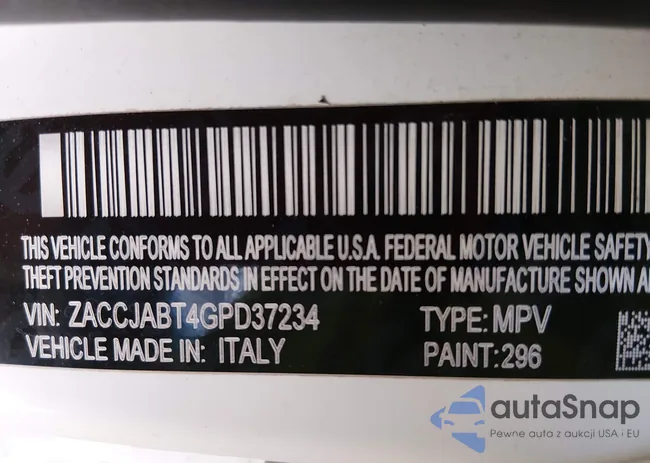 THIS VEHICLE CONFORMS TO ALL APPLICABLE U.S.A. FEDERAL MOTOR VEHICLE SAFETY
THEFT PREVENTION STANDARDS IN EFFECT ON THE DATE OF MANUFACTURE SHOWN A
VIN: ZACCJABT4GPD37234 TYPE: MPV
VEHICLE MADE IN: ITALY PAINT: 296
autaSnap
Pewne auta z aukcji USA i EU